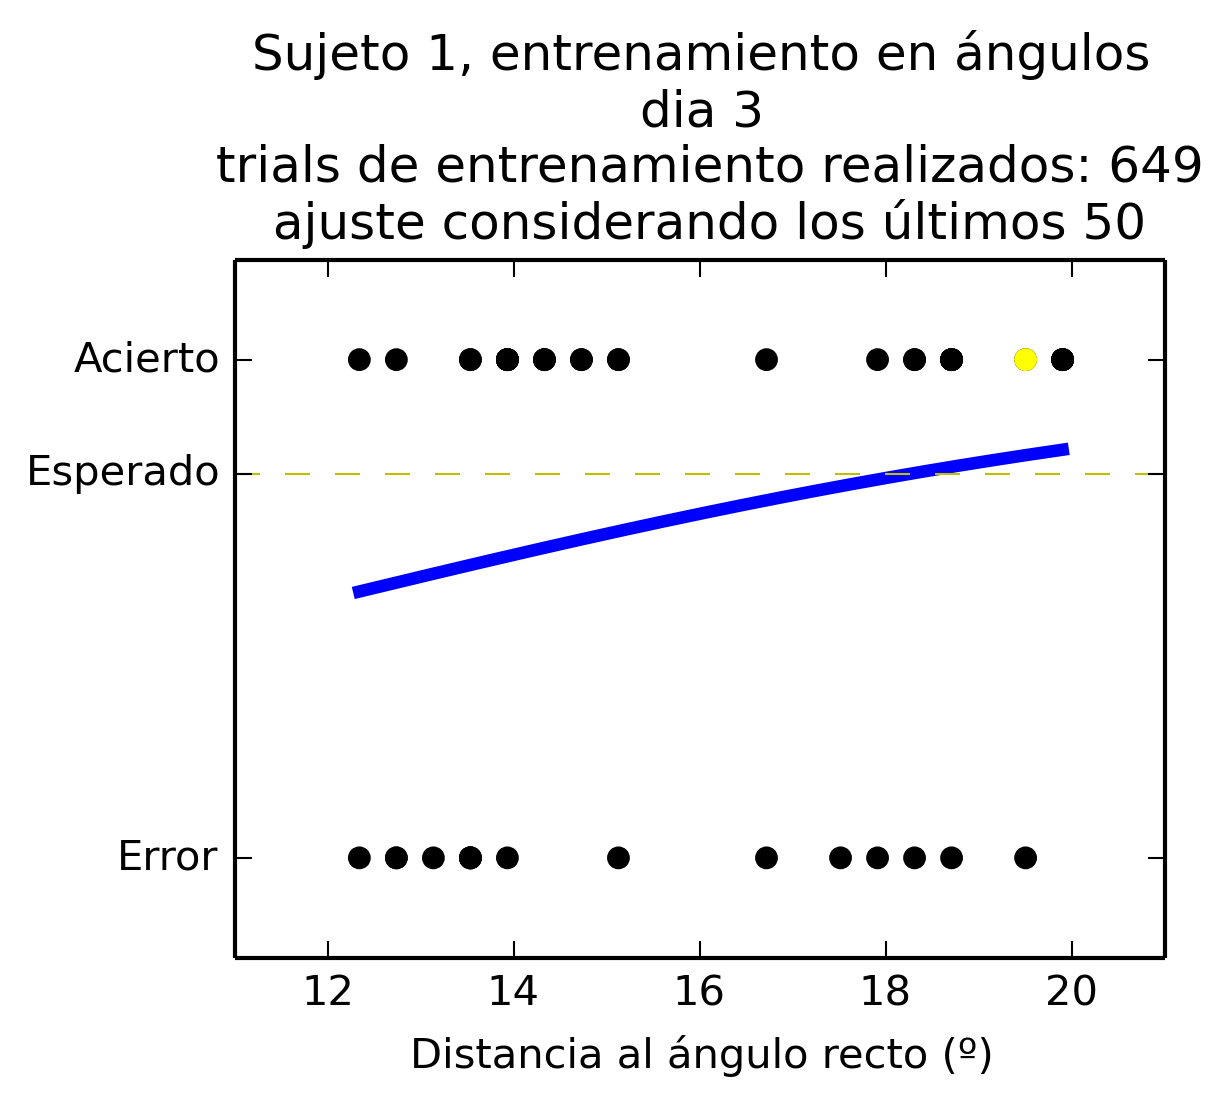 Sujeto 1, entrenamiento en ángulos
dia 3
trials de entrenamiento realizados: 649
ajuste considerando los últimos 50
Acierto
Esperado
Error
12 14 16 18 20
Distancia al ángulo recto (º)